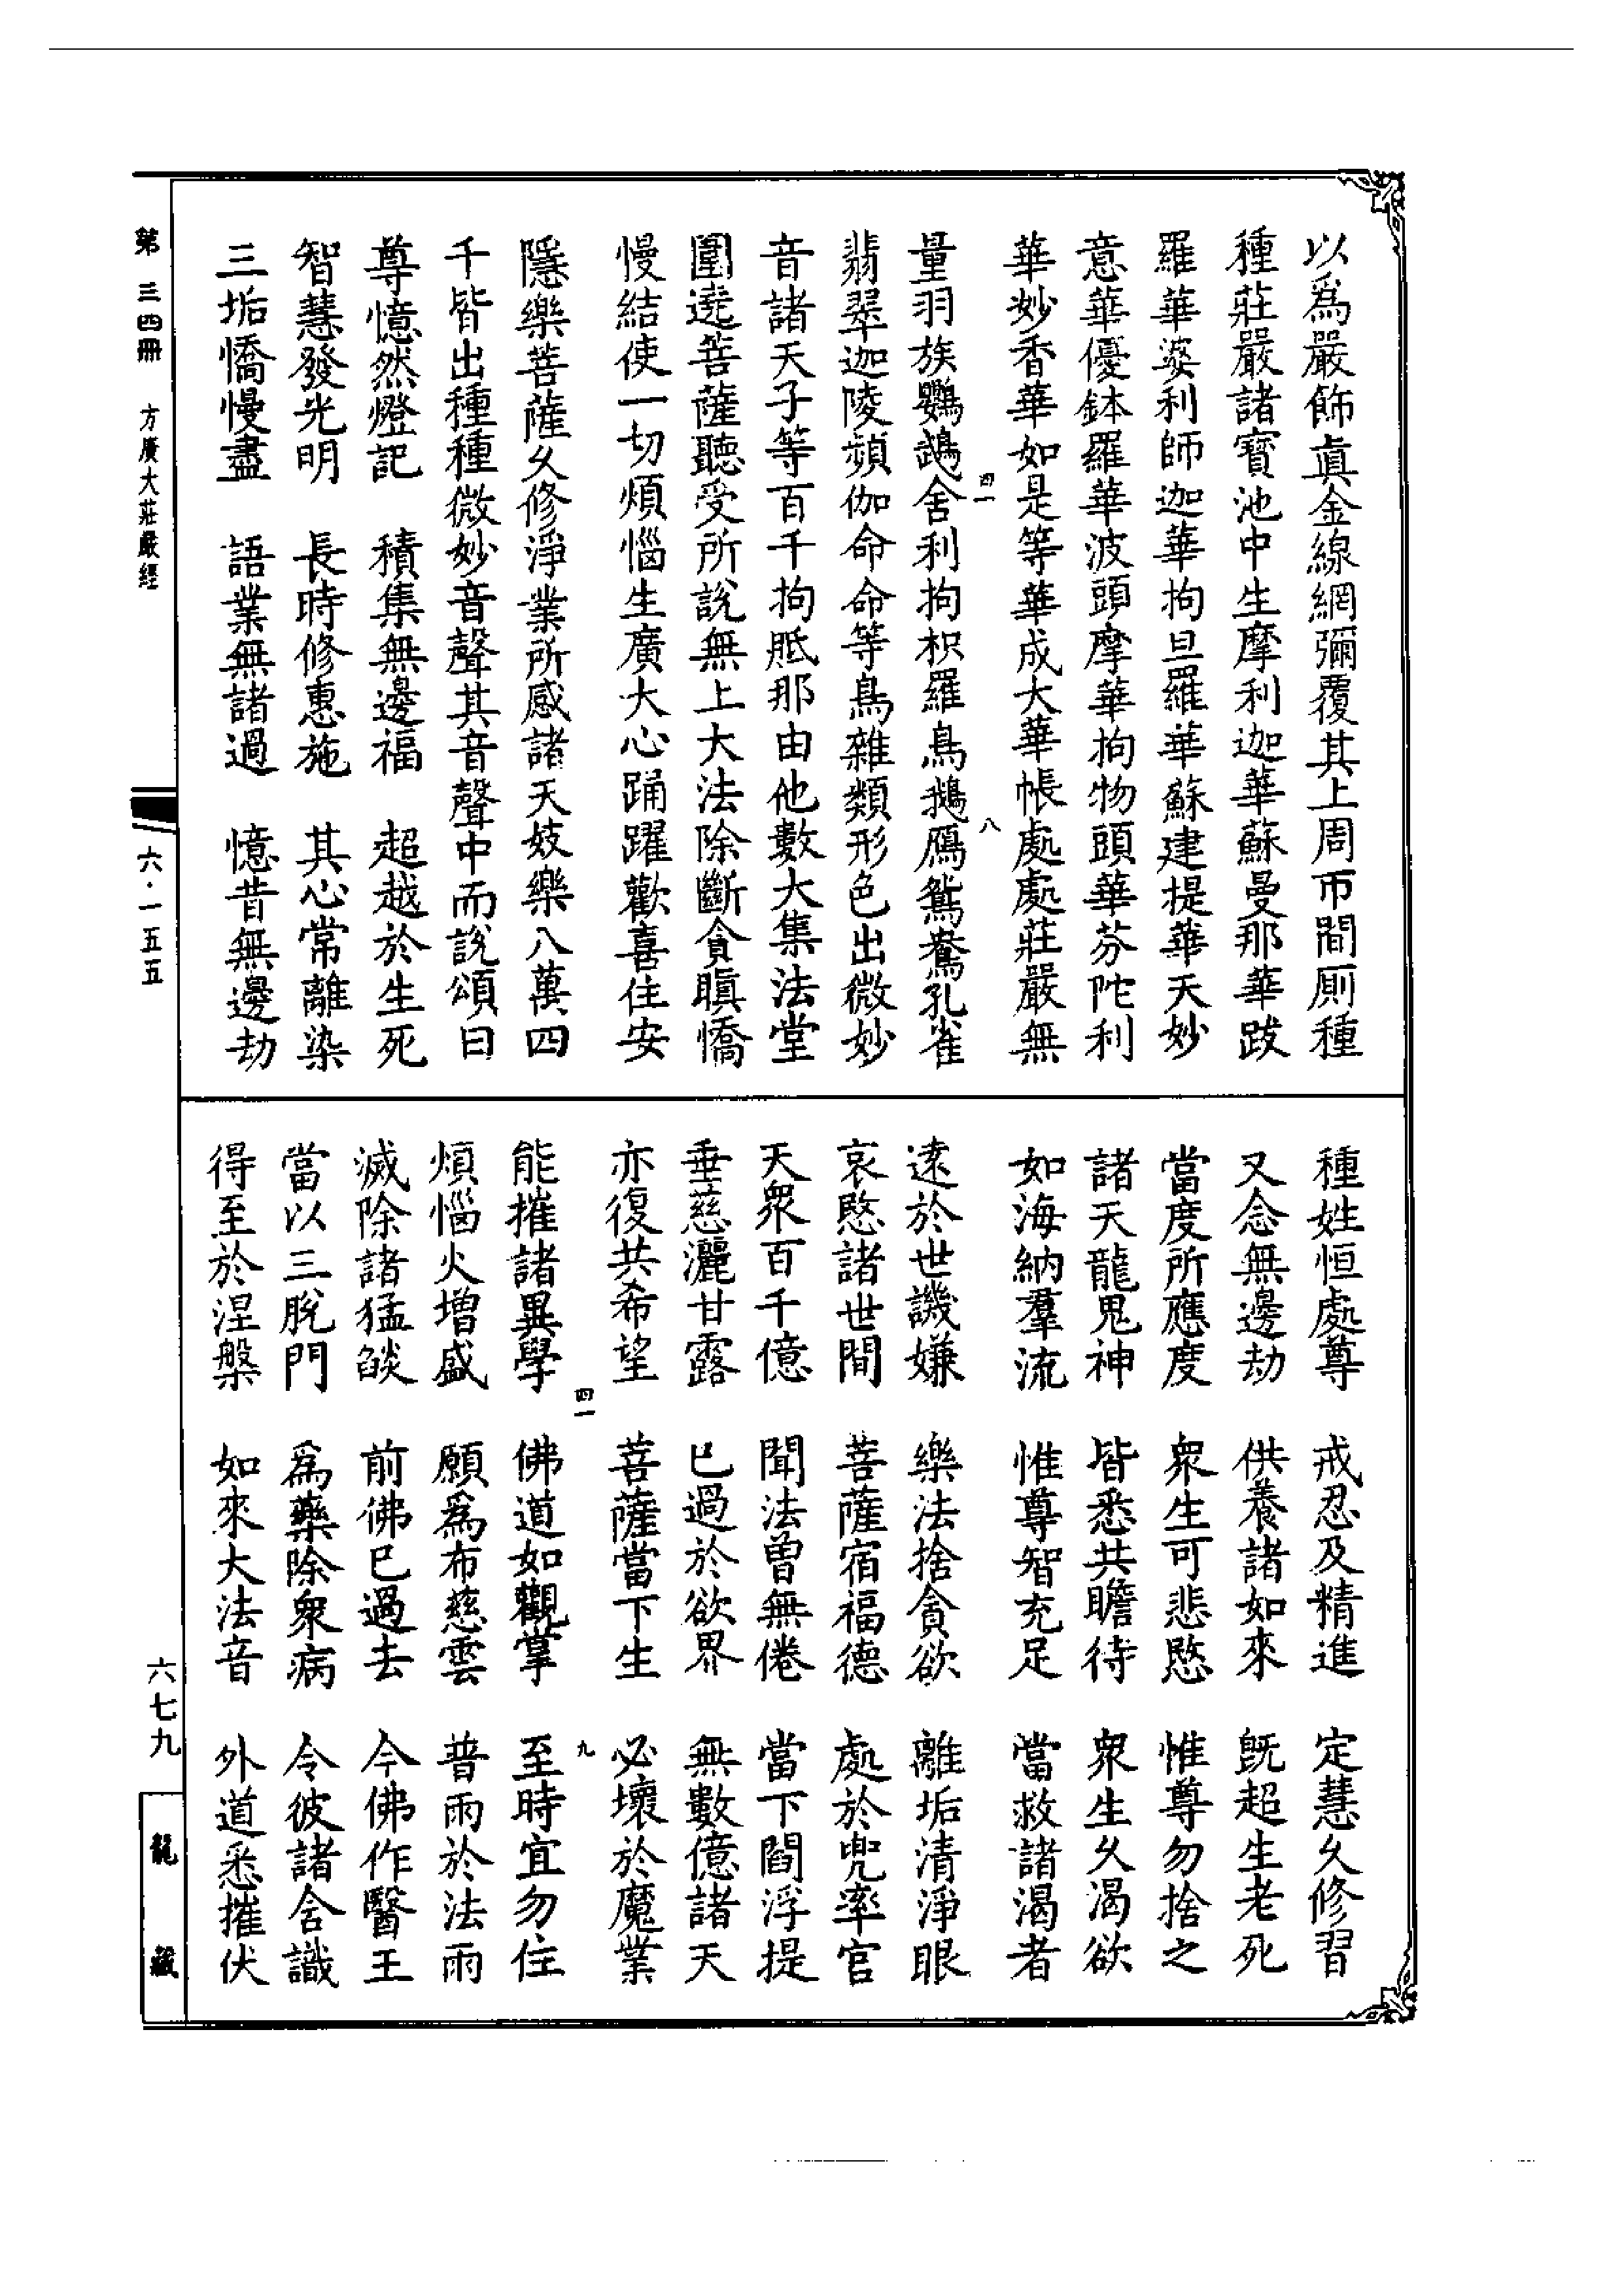 以爲嚴飾眞金線網彌覆其上周帀間厠種
種莊嚴諸寶池中生摩利迦華蘇曼那華跋
羅華婆利師迦華拘旦羅華蘇建提華天妙
意華優鉢羅華波頭摩華拘物頭華芬陀利
華妙香華如是等華成大華帳處處莊嚴無
四一
八
量羽族鸚鵡舍利拘枳羅鳥鵝鴈鴛鴦孔雀
翡翠迦陵頻伽命命等鳥雜類形色出微妙
音諸天子等百千拘胝那由他數大集法堂
圍遶菩薩聽受所說無上大法除斷貪瞋憍
慢結使一切煩惱生廣大心踊躍歡喜住安
隱樂菩薩久修淨業所感諸天妓樂八萬四
千皆出種種微妙音聲其音聲中而說頌曰
尊憶然燈記　積集無邊福　超越於生死
智慧發光明　長時修惠施　其心常離染
三垢憍慢盡　語業無諸過　憶昔無邊劫
種姓恒處尊　戒忍及精進　定慧久修習
又念無邊劫　供養諸如來　旣超生老死
當度所應度　衆生可悲愍　惟尊勿捨之
諸天龍鬼神　皆悉共瞻待　衆生久渴欲
如海納羣流　惟尊智充足　當救諸渴者
遠於世譏嫌　樂法捨貪欲　離垢清淨眼
哀愍諸世間　菩薩宿福德　處於兜率宮
天衆百千億　聞法曾無倦　當下閻浮提
垂慈灑甘露　已過於欲界　無數億諸天
亦復共希望　菩薩當下生　必壞於魔業
四一
九
能摧諸異學　佛道如觀掌　至時宜勿住
煩惱火增盛　願爲布慈雲　普雨於法雨
滅除諸猛燄　前佛已過去　今佛作醫王
當以三脫門　爲藥除衆病　令彼諸含識
得至於涅槃　如來大法音　外道悉摧伏
第三四冊　方廣大莊嚴經
六·一五五
六七九
龍藏